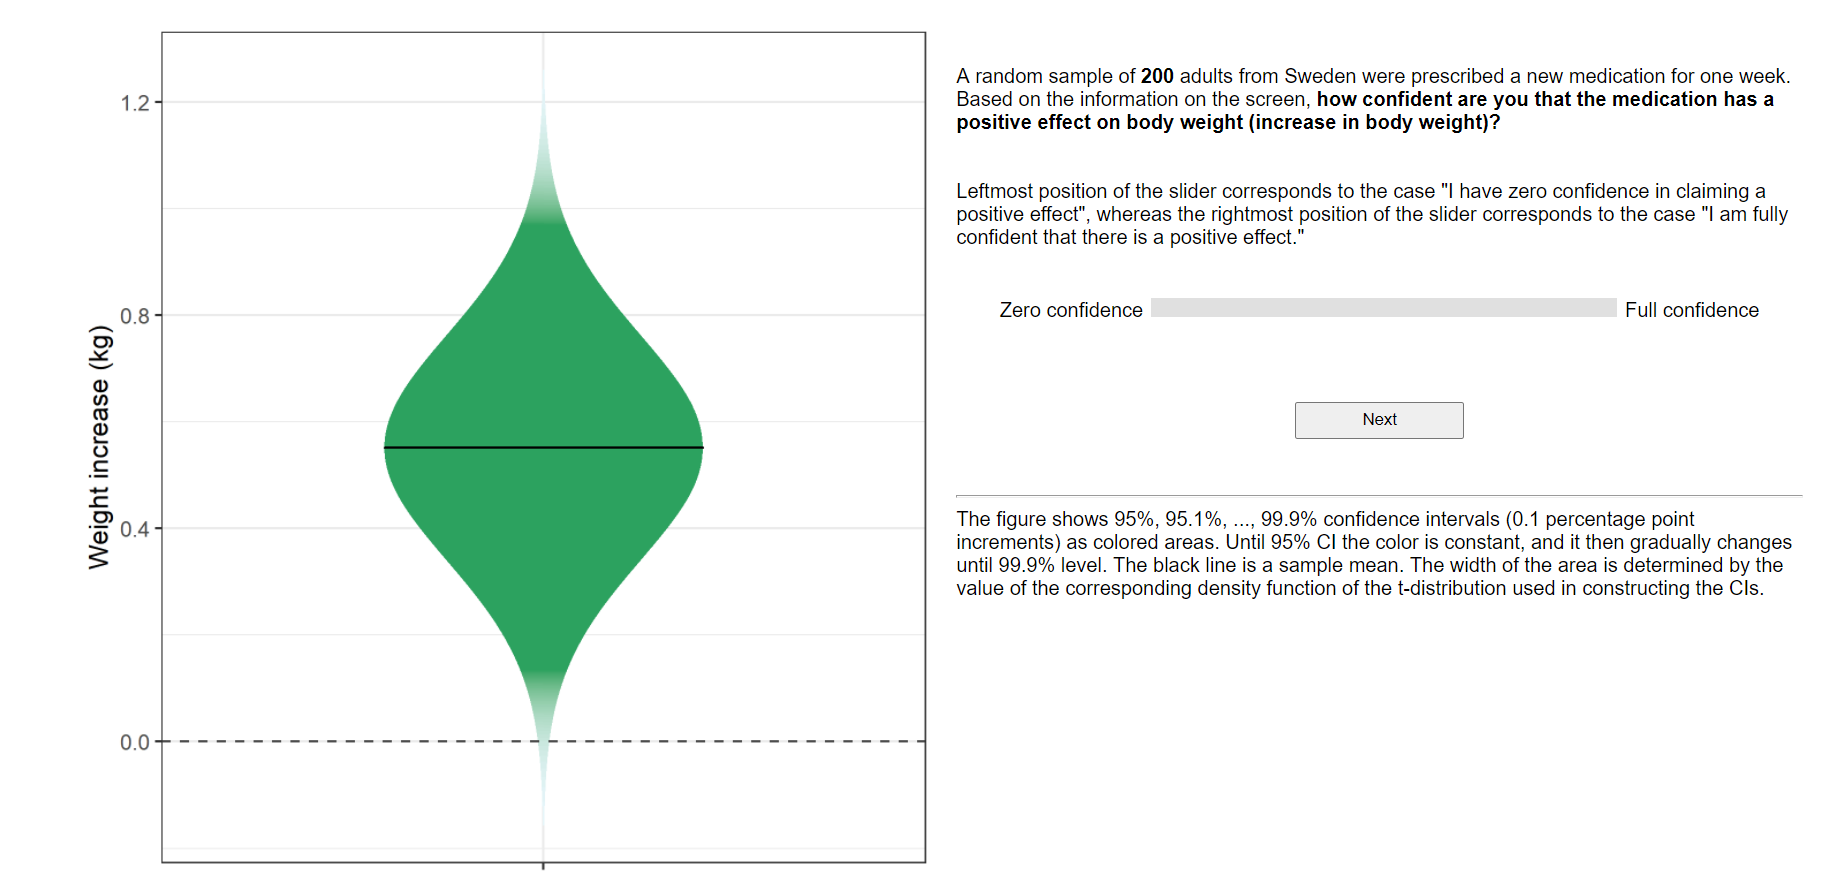 1.2
0.8
0.4
0.0
Weight increase (kg)
A random sample of 200 adults from Sweden were prescribed a new medication for one week.
Based on the information on the screen, how confident are you that the medication has a
positive effect on body weight (increase in body weight)?
Leftmost position of the slider corresponds to the case "I have zero confidence in claiming a
positive effect", whereas the rightmost position of the slider corresponds to the case "I am fully
confident that there is a positive effect."
Zero confidence Full confidence
Next
The figure shows 95%, 95.1%, ..., 99.9% confidence intervals (0.1 percentage point
increments) as colored areas. Until 95% CI the color is constant, and it then gradually changes
until 99.9% level. The black line is a sample mean. The width of the area is determined by the
value of the corresponding density function of the t-distribution used in constructing the CIs.